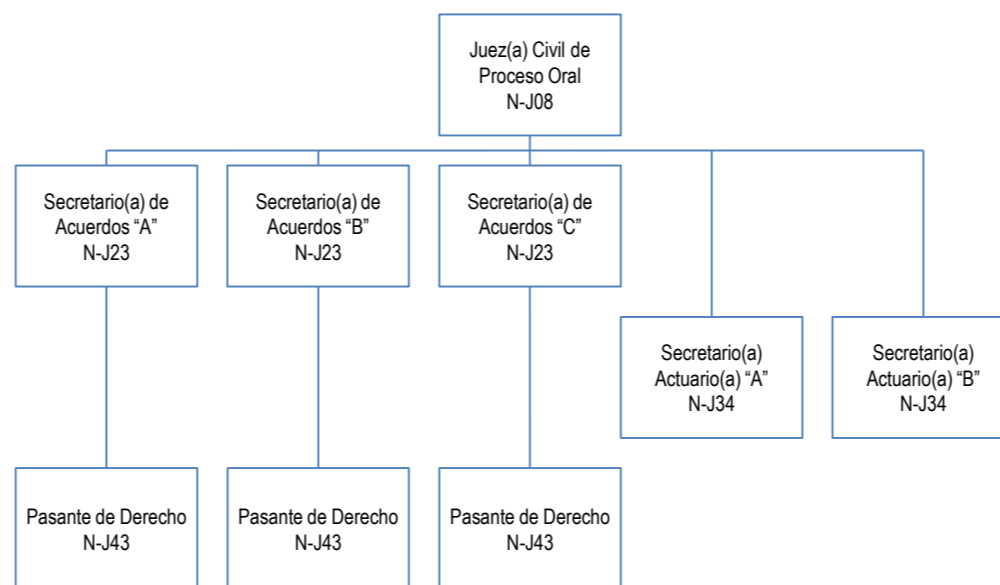 Juez(a) Civil de
Proceso Oral
N-J08
Secretario(a) de
Acuerdos “A”
N-J23
Secretario(a) de
Acuerdos “B”
N-J23
Secretario(a) de
Acuerdos “C”
N-J23
Secretario(a)
Actuario(a) “A”
N-J34
Secretario(a)
Actuario(a) “B”
N-J34
Pasante de Derecho
N-J43
Pasante de Derecho
N-J43
Pasante de Derecho
N-J43